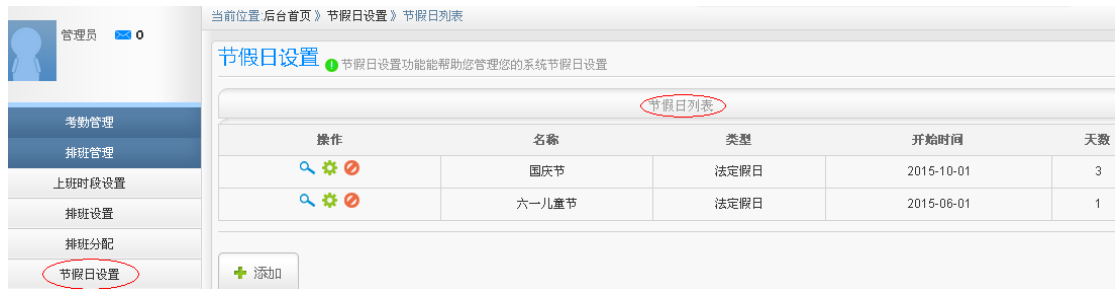 当前位置:后台首页》节假日设置》节假日列表
管理员 0
节假日设置 节假日设置功能能帮助您管理您的系统节假日设置
节假日列表
考勤管理
排班管理
上班时段设置
排班设置
排班分配
节假日设置
操作 名称 类型 开始时间 天数
国庆节 法定假日 2015-10-01 3
六一儿童节 法定假日 2015-06-01 1
添加